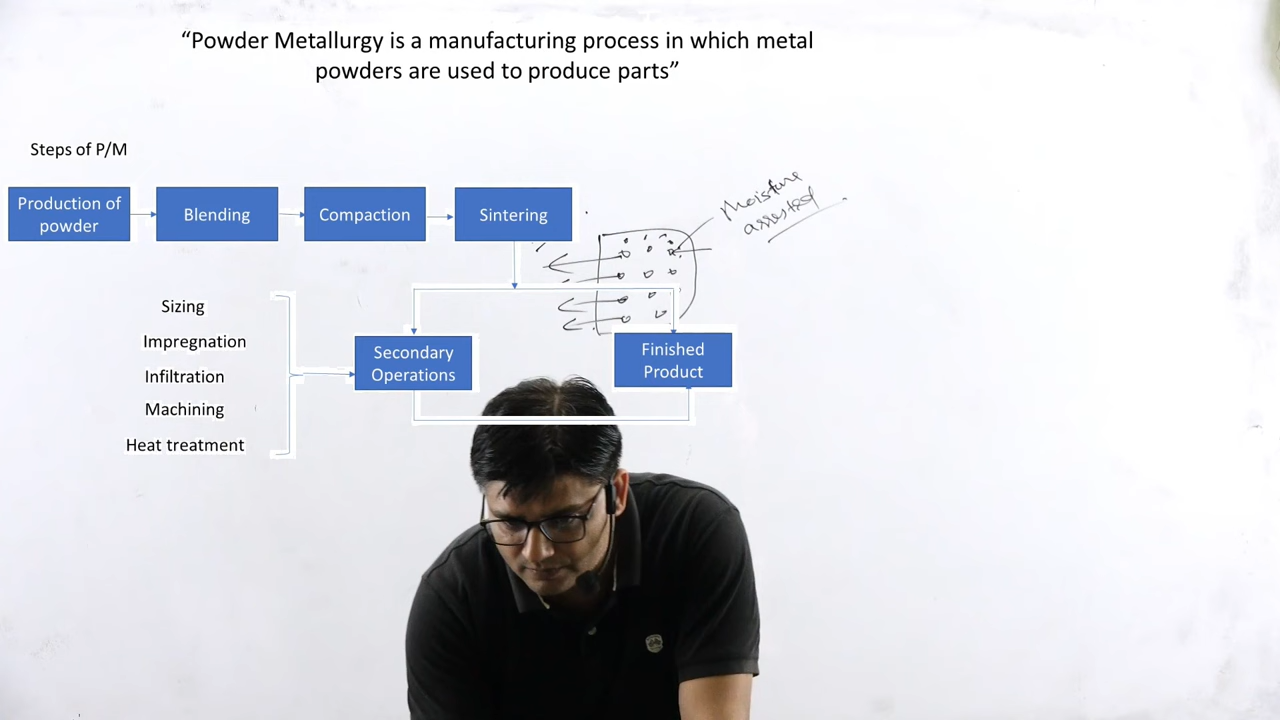 “Powder Metallurgy is a manufacturing process in which metal
powders are used to produce parts”
Steps of P/M
Production of
powder
Blending
Compaction
Sintering
Moisture
arrested
Sizing
Impregnation
Infiltration
Machining
Heat treatment
Secondary
Operations
Finished
Product